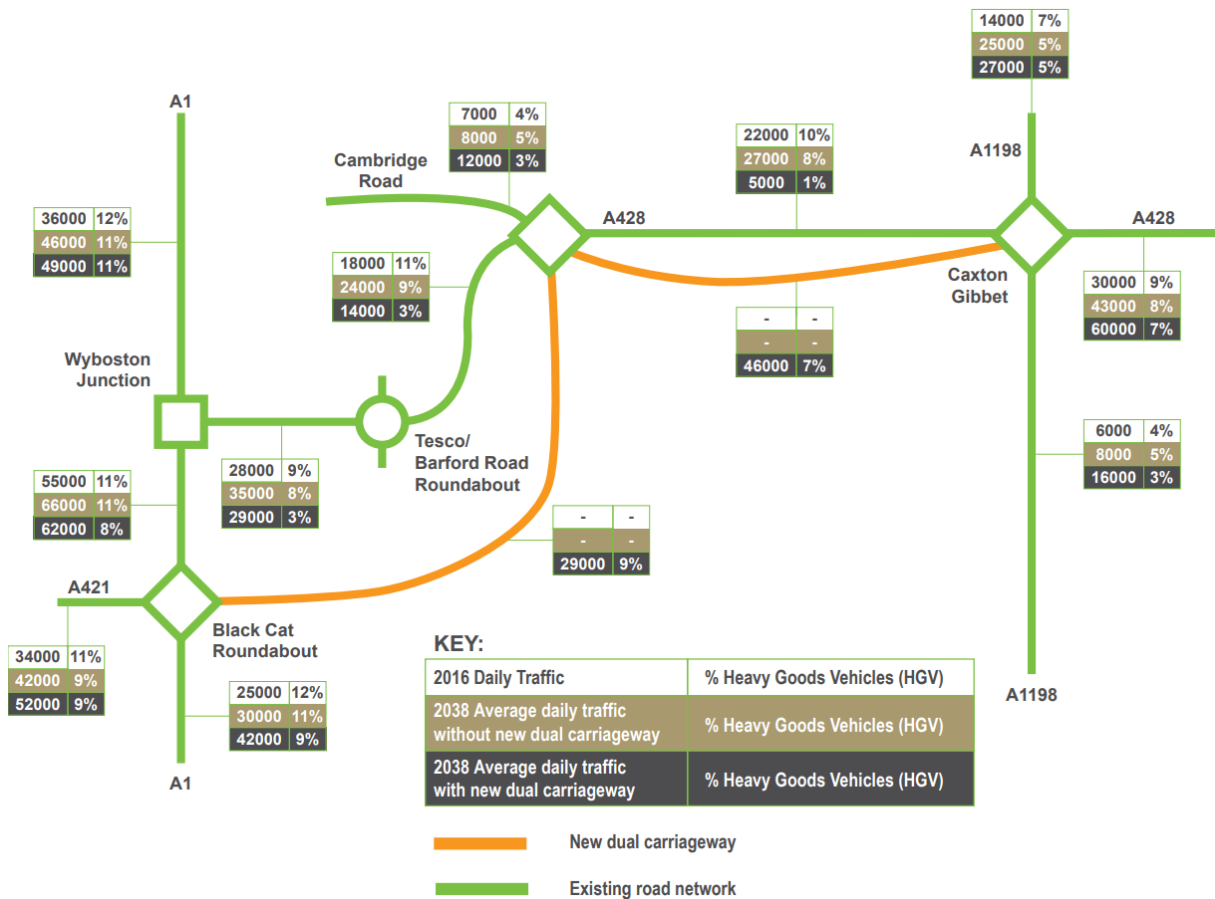 14000 7%
25000 5%
27000 5%
A1
7000 4%
8000 5%
12000 3%
22000 10%
27000 8%
5000 1%
A1198
Cambridge
Road
36000 12%
46000 11%
49000 11%
A428
A428
18000 11%
24000 9%
14000 3%
Caxton
Gibbet
30000 9%
43000 8%
60000 7%
- -
- -
46000 7%
Wyboston
Junction
Tesco/
Barford Road
Roundabout
6000 4%
8000 5%
16000 3%
28000 9%
35000 8%
29000 3%
55000 11%
66000 11%
62000 8%
- -
- -
29000 9%
A421
Black Cat
Roundabout
34000 11%
42000 9%
52000 9%
25000 12%
30000 11%
42000 9%
A1
A1198
KEY:
2016 Daily Traffic % Heavy Goods Vehicles (HGV)
2038 Average daily traffic
without new dual carriageway % Heavy Goods Vehicles (HGV)
2038 Average daily traffic
with new dual carriageway % Heavy Goods Vehicles (HGV)
New dual carriageway
Existing road network